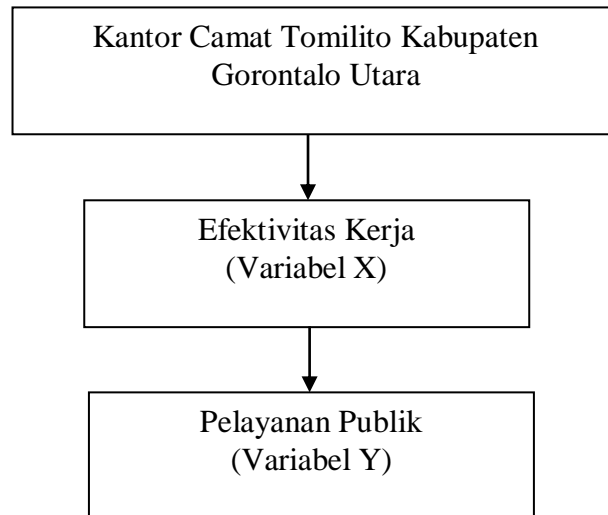 Kantor Camat Tomilito Kabupaten
Gorontalo Utara
Efektivitas Kerja
(Variabel X)
Pelayanan Publik
(Variabel Y)